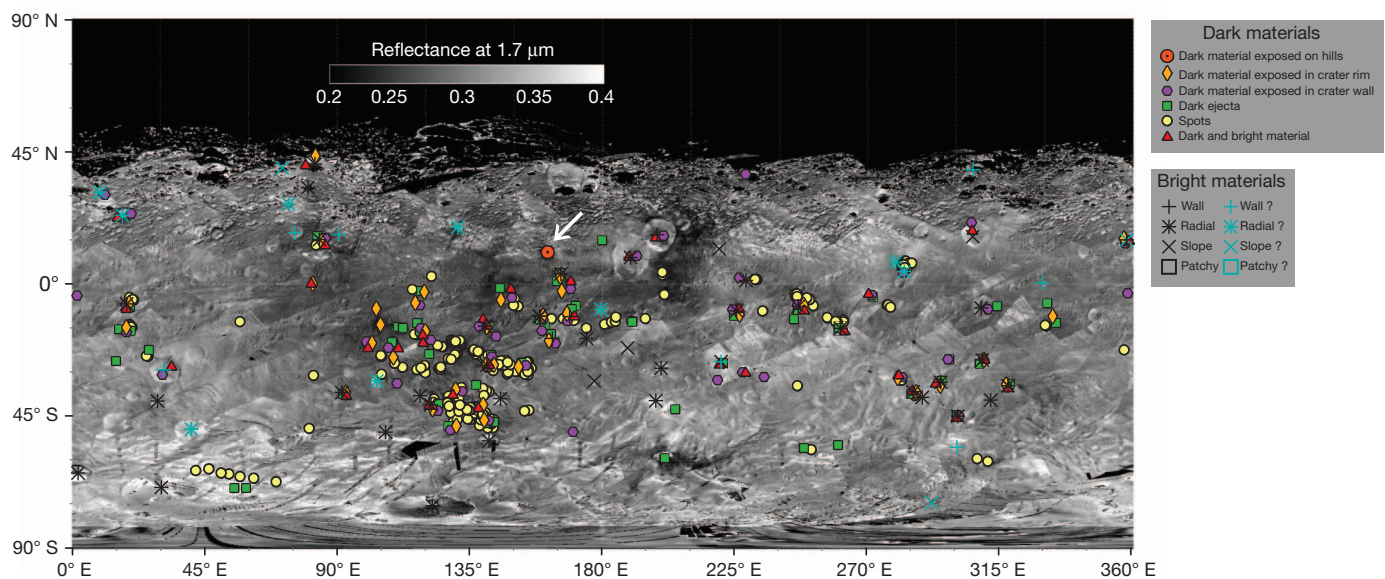 90° N
45° N
0°
45° S
90° S
Reflectance at 1.7 μm
0.2 0.25 0.3 0.35 0.4
0° E 45° E 90° E 135° E 180° E 225° E 270° E 315° E 360° E
Dark materials
Dark material exposed on hills
Dark material exposed in crater rim
Dark material exposed in crater wall
Dark ejecta
Spots
Dark and bright material
Bright materials
Wall Wall ?
Radial Radial ?
Slope Slope ?
Patchy Patchy ?